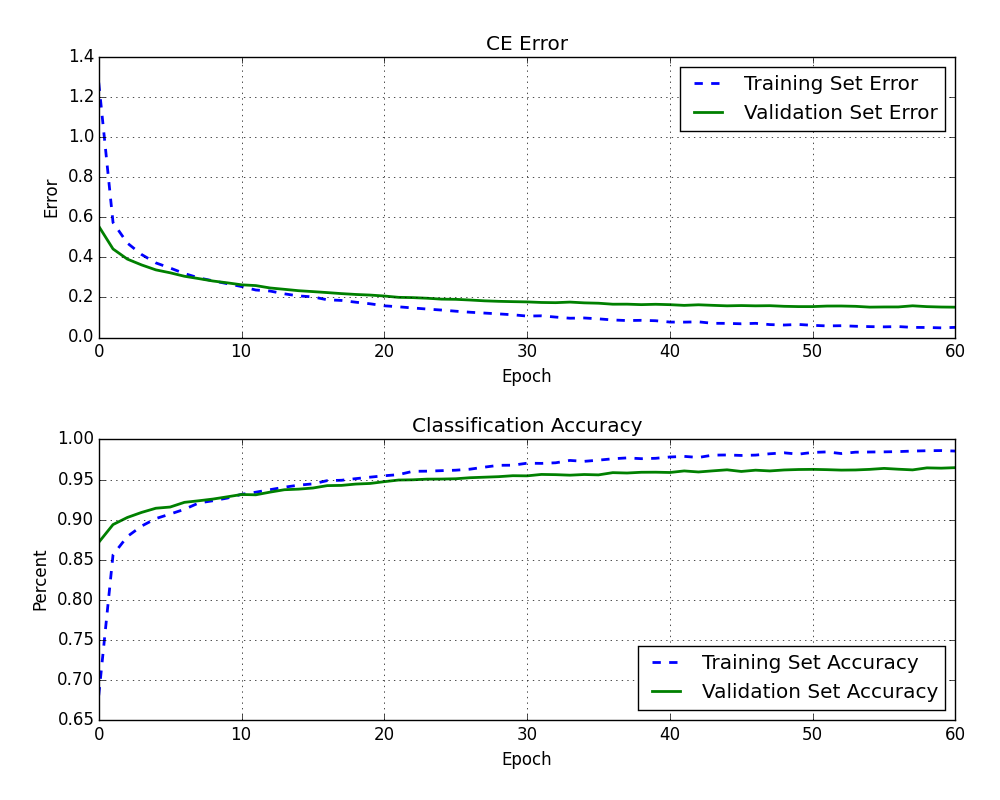 CE Error
1.4
1.2
1.0
0.8
0.6
0.4
0.2
0.0
Error
Training Set Error
Validation Set Error
0 10 20 30 40 50 60
Epoch
Classification Accuracy
1.00
0.95
0.90
0.85
0.80
0.75
0.70
0.65
Percent
Training Set Accuracy
Validation Set Accuracy
0 10 20 30 40 50 60
Epoch